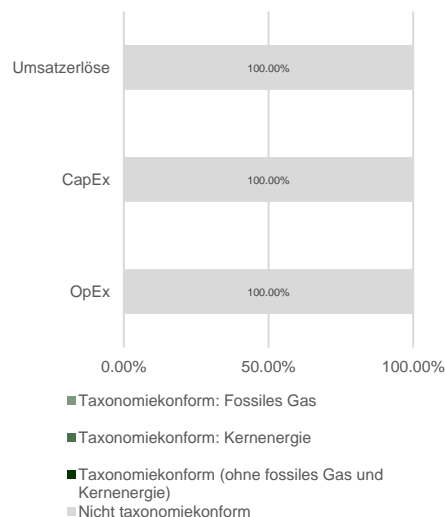 Umsatzerlöse
100.00%
CapEx
100.00%
OpEx
100.00%
0.00% 50.00% 100.00%
Taxonomiekonform: Fossiles Gas
Taxonomiekonform: Kernenergie
Taxonomiekonform (ohne fossiles Gas und
Kernenergie)
Nicht taxonomiekonform